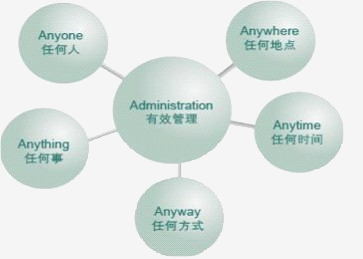 Anyone
任何人
Anywhere
任何地点
Administration
有效管理
Anything
任何事
Anytime
任何时间
Anyway
任何方式